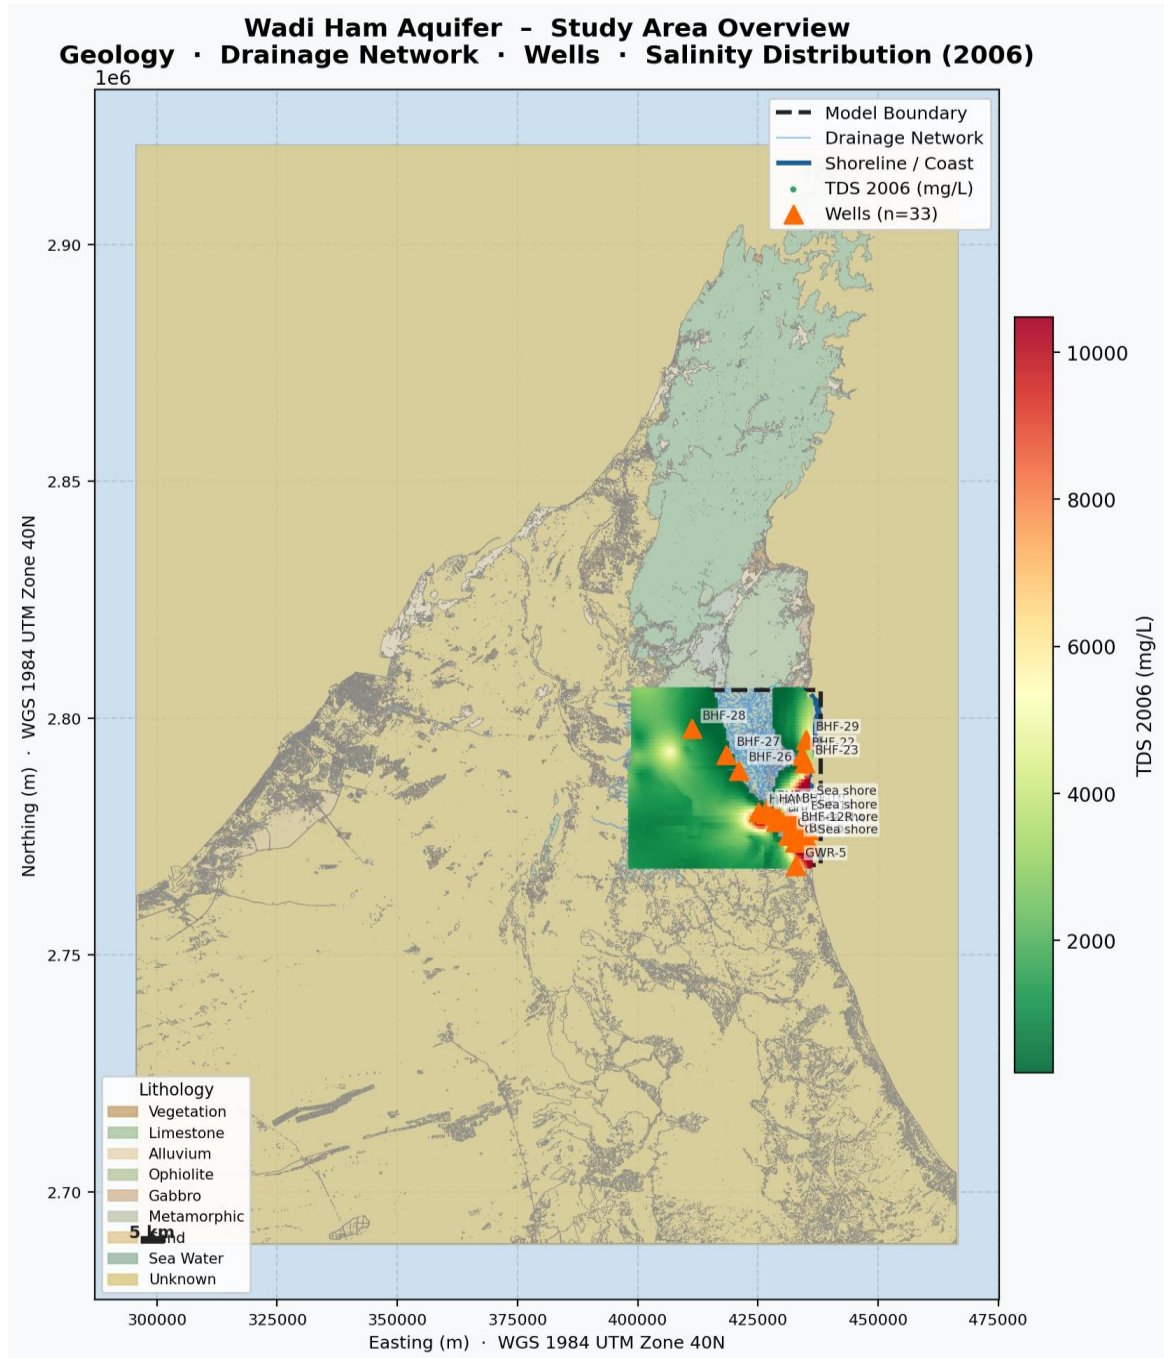 Wadi Ham Aquifer – Study Area Overview
Geology · Drainage Network · Wells · Salinity Distribution (2006)
1e6
Model Boundary
Drainage Network
Shoreline / Coast
TDS 2006 (mg/L)
Wells (n=33)
2.90
2.85
2.80
2.75
2.70
Northing (m) · WGS 1984 UTM Zone 40N
BHF-28
BHF-29
BHF-27
BHF-22
BHF-23
BHF-26
Sea shore
Sea shore
BHF-12R
Sea shore
GWR-5
10000
8000
6000
4000
2000
TDS 2006 (mg/L)
Lithology
Vegetation
Limestone
Alluvium
Ophiolite
Gabbro
Metamorphic
5 km
Sea Water
Unknown
300000
325000
350000
375000
400000
425000
450000
475000
Easting (m) · WGS 1984 UTM Zone 40N